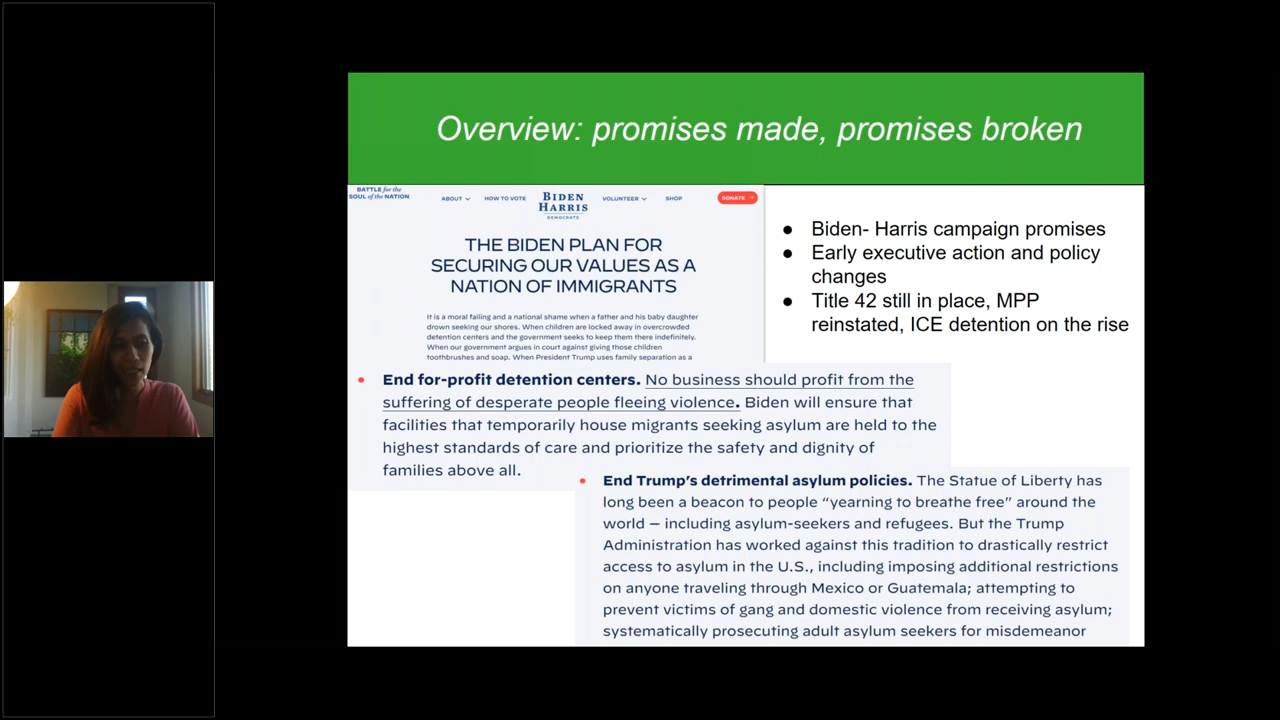 Overview: promises made, promises broken
BATTLE for the
SOUL of the NATION
ABOUT
HOW TO VOTE
BIDEN
HARRIS
DEMOCRATS
VOLUNTEER
SHOP
DONATE →
THE BIDEN PLAN FOR
SECURING OUR VALUES AS A
NATION OF IMMIGRANTS
It is a moral failing and a national shame when a father and his baby daughter
drown seeking our shores. When children are locked away in overcrowded
detention centers and the government seeks to keep them there indefinitely.
When our government argues in court against giving those children
toothbrushes and soap. When President Trump uses family separation as a
● Biden- Harris campaign promises
● Early executive action and policy
changes
● Title 42 still in place, MPP
reinstated, ICE detention on the rise
• End for-profit detention centers. No business should profit from the
suffering of desperate people fleeing violence. Biden will ensure that
facilities that temporarily house migrants seeking asylum are held to the
highest standards of care and prioritize the safety and dignity of
families above all.
• End Trump’s detrimental asylum policies. The Statue of Liberty has
long been a beacon to people “yearning to breathe free” around the
world – including asylum-seekers and refugees. But the Trump
Administration has worked against this tradition to drastically restrict
access to asylum in the U.S., including imposing additional restrictions
on anyone traveling through Mexico or Guatemala; attempting to
prevent victims of gang and domestic violence from receiving asylum;
systematically prosecuting adult asylum seekers for misdemeanor